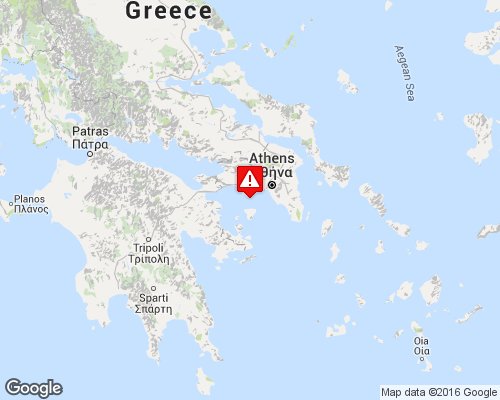 Greece
Aegean Sea
Patras
Πάτρα
Athens
θήνα
Planos
Πλάνος
Tripoli
Τρίπολη
Sparti
Σπάρτη
Oia
Οία
Google
Map data ©2016 Google